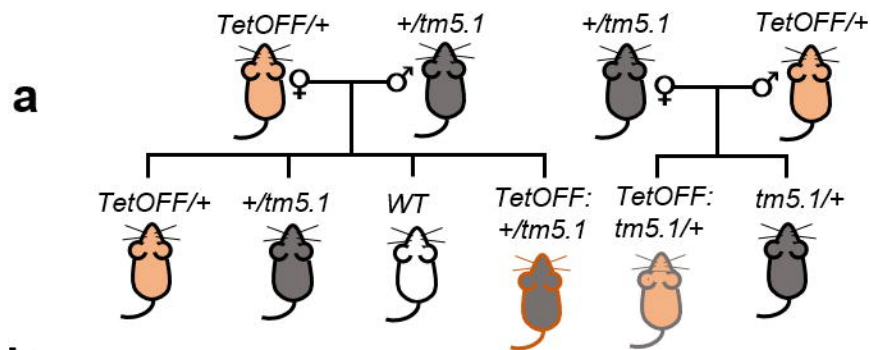 TetOFF/+ +/tm5.1 +/tm5.1 TetOFF/+
a ♀ ♂ ♀ ♂
TetOFF/+ +/tm5.1 WT TetOFF: TetOFF: tm5.1/+
+/tm5.1 tm5.1/+